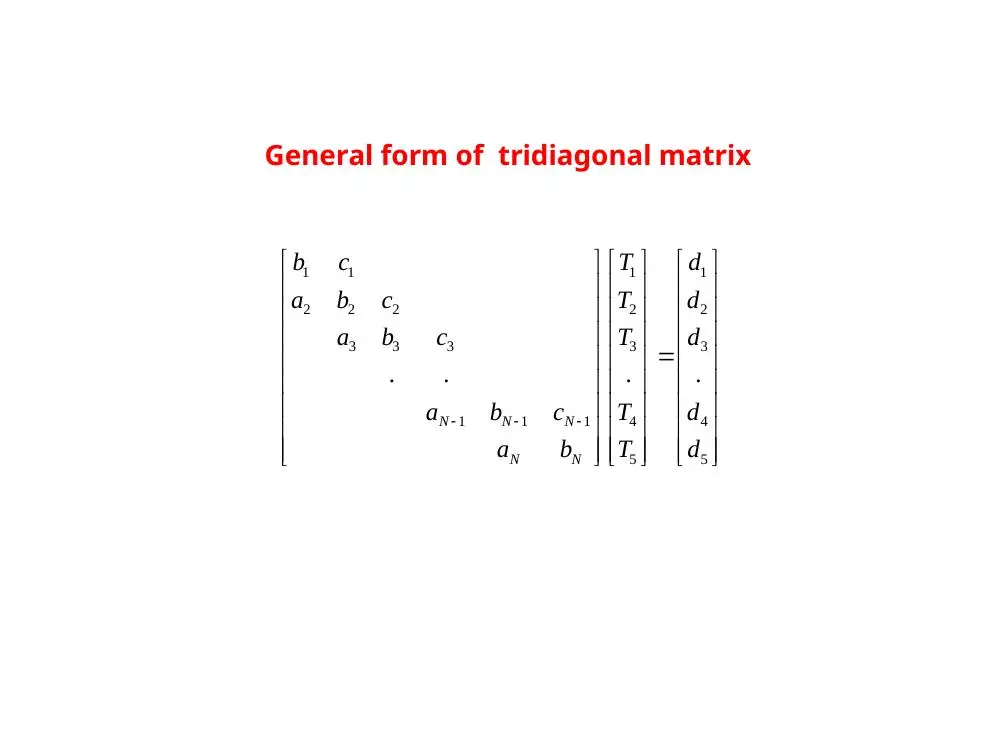 General form of tridiagonal matrix
b1 c1 T1 d1
a2 b2 c2 T2 d2
a3 b3 c3 T3 = d3
. . . .
aN-1 bN-1 cN-1 T4 d4
aN bN T5 d5